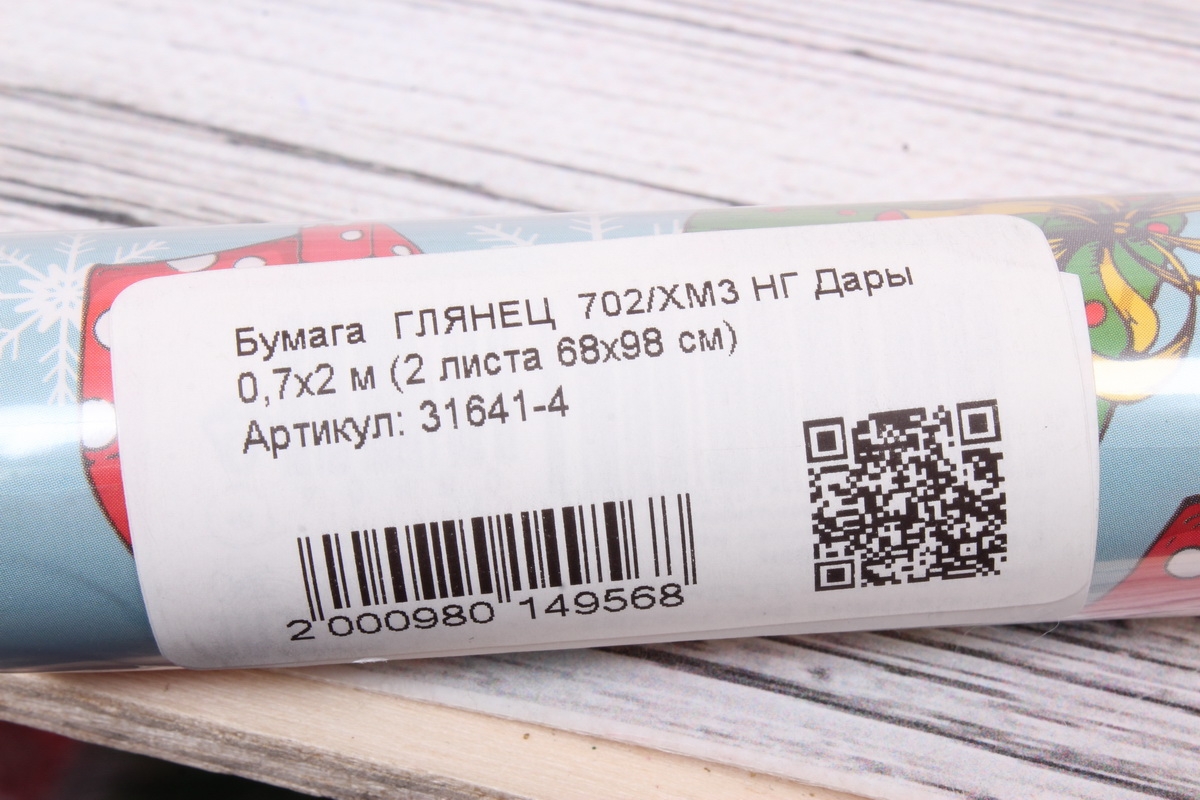 Бумага ГЛЯНЕЦ 702/ХМ3 НГ Дары
0,7х2 м (2 листа 68х98 см)
Артикул: 31641-4
2 000980 149568